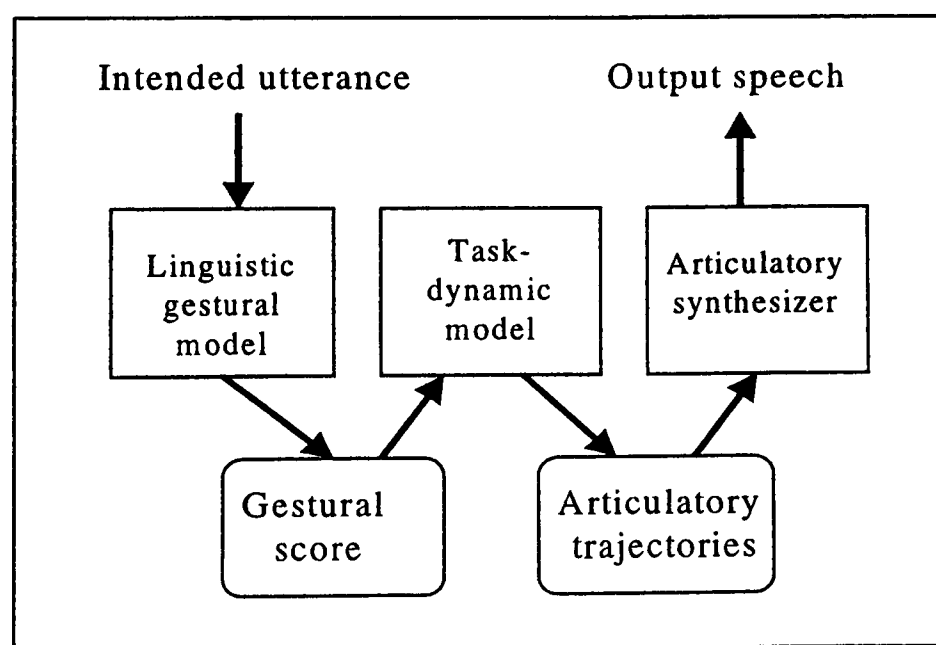 Intended utterance
Output speech
Linguistic
gestural
model
Task-
dynamic
model
Articulatory
synthesizer
Gestural
score
Articulatory
trajectories